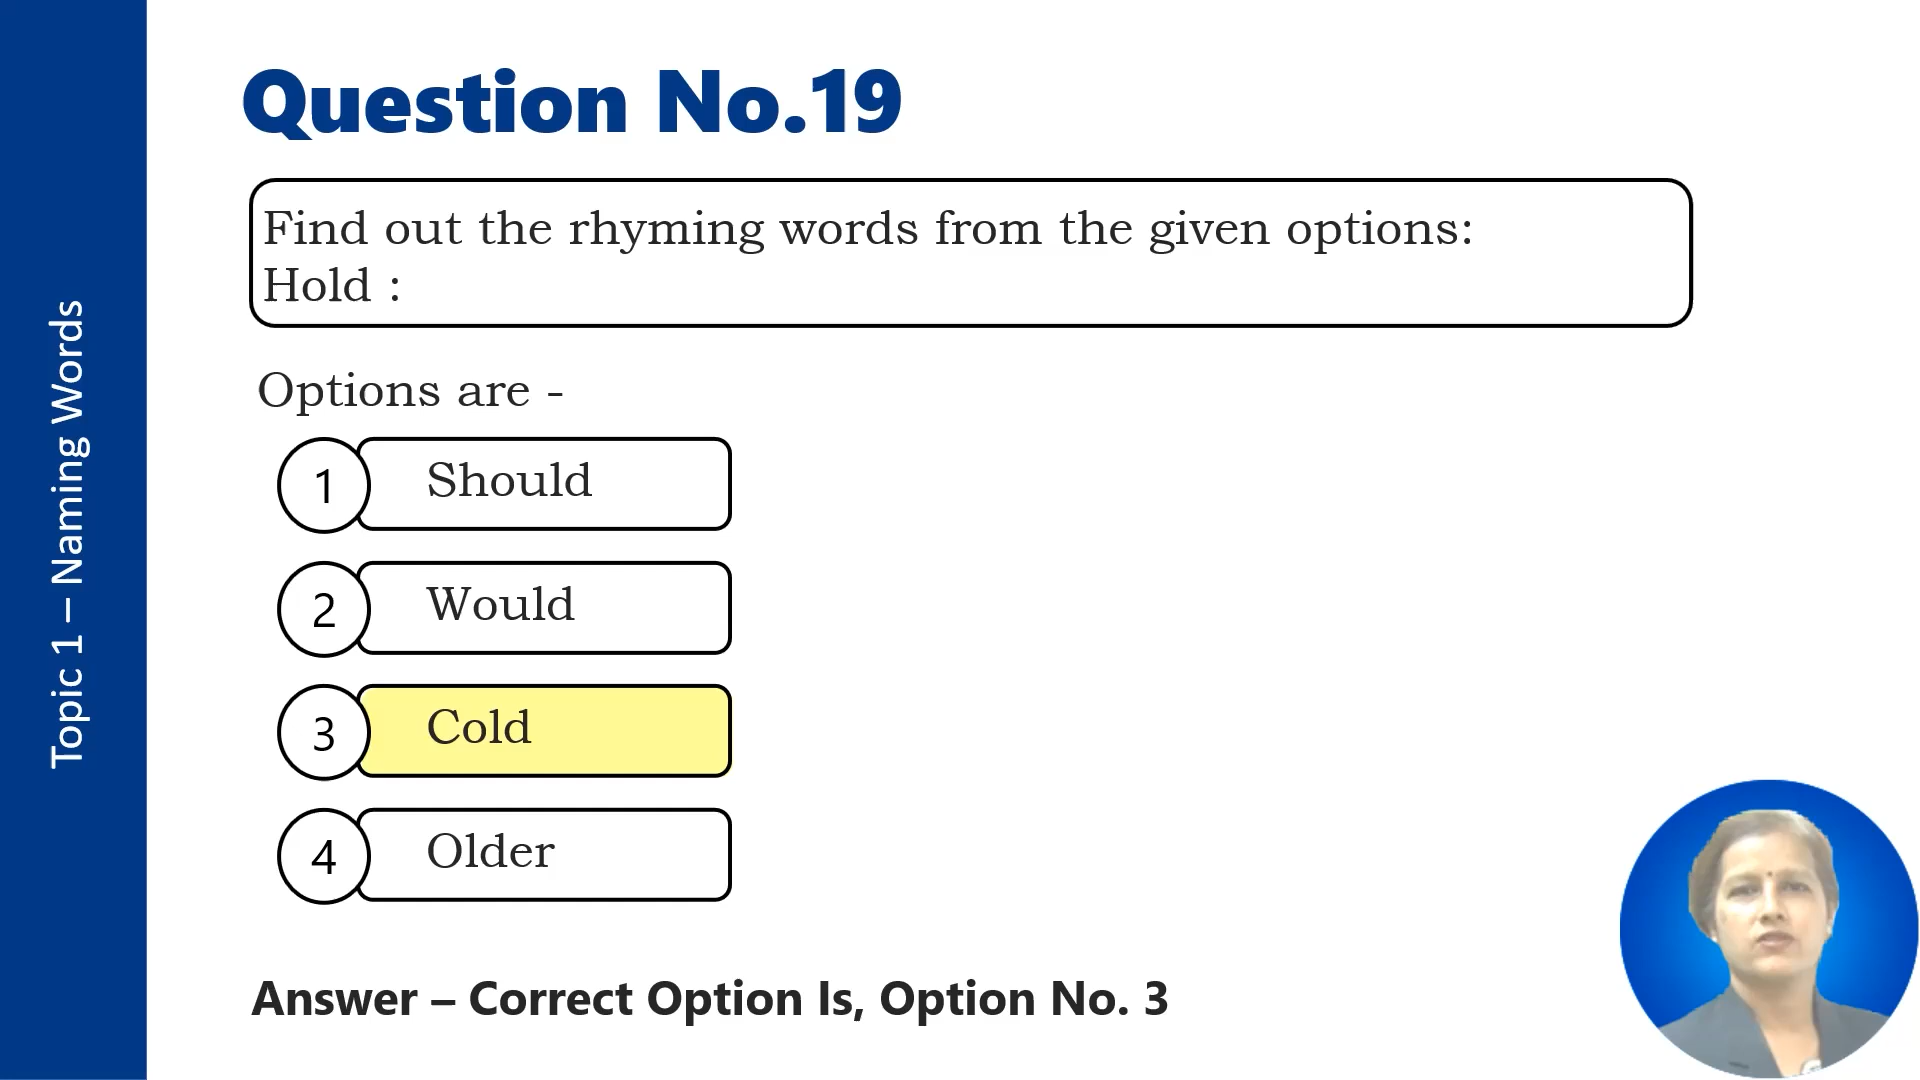 Topic 1 – Naming Words
Question No.19
Find out the rhyming words from the given options:
Hold :
Options are -
1 Should
2 Would
3 Cold
4 Older
Answer – Correct Option Is, Option No. 3